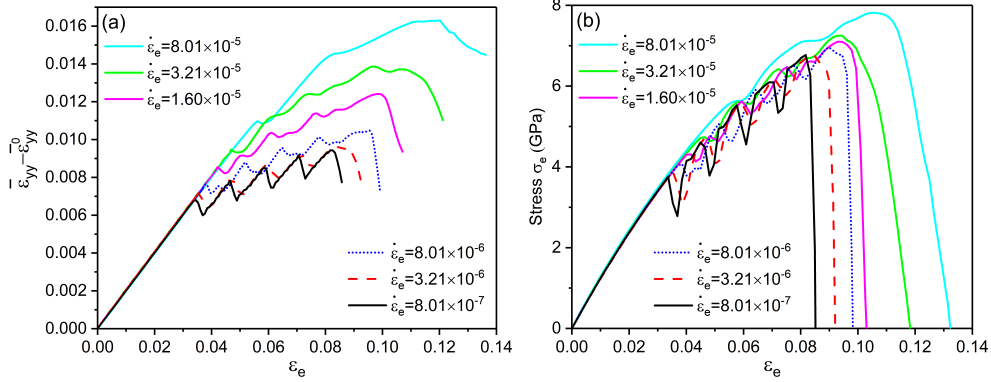 (a)
0.016
0.014
0.012
0.010
0.008
0.006
0.004
0.002
0.000
ε̇ₑ=8.01×10⁻⁵
ε̇ₑ=3.21×10⁻⁵
ε̇ₑ=1.60×10⁻⁵
ε̇ₑ=8.01×10⁻⁶
ε̇ₑ=3.21×10⁻⁶
ε̇ₑ=8.01×10⁻⁷
0.00 0.02 0.04 0.06 0.08 0.10 0.12 0.14
εₑ
ε̄yy−ε̄⁰yy
(b)
8
6
4
2
0
Stress σₑ (GPa)
ε̇ₑ=8.01×10⁻⁵
ε̇ₑ=3.21×10⁻⁵
ε̇ₑ=1.60×10⁻⁵
ε̇ₑ=8.01×10⁻⁶
ε̇ₑ=3.21×10⁻⁶
ε̇ₑ=8.01×10⁻⁷
0.00 0.02 0.04 0.06 0.08 0.10 0.12 0.14
εₑ